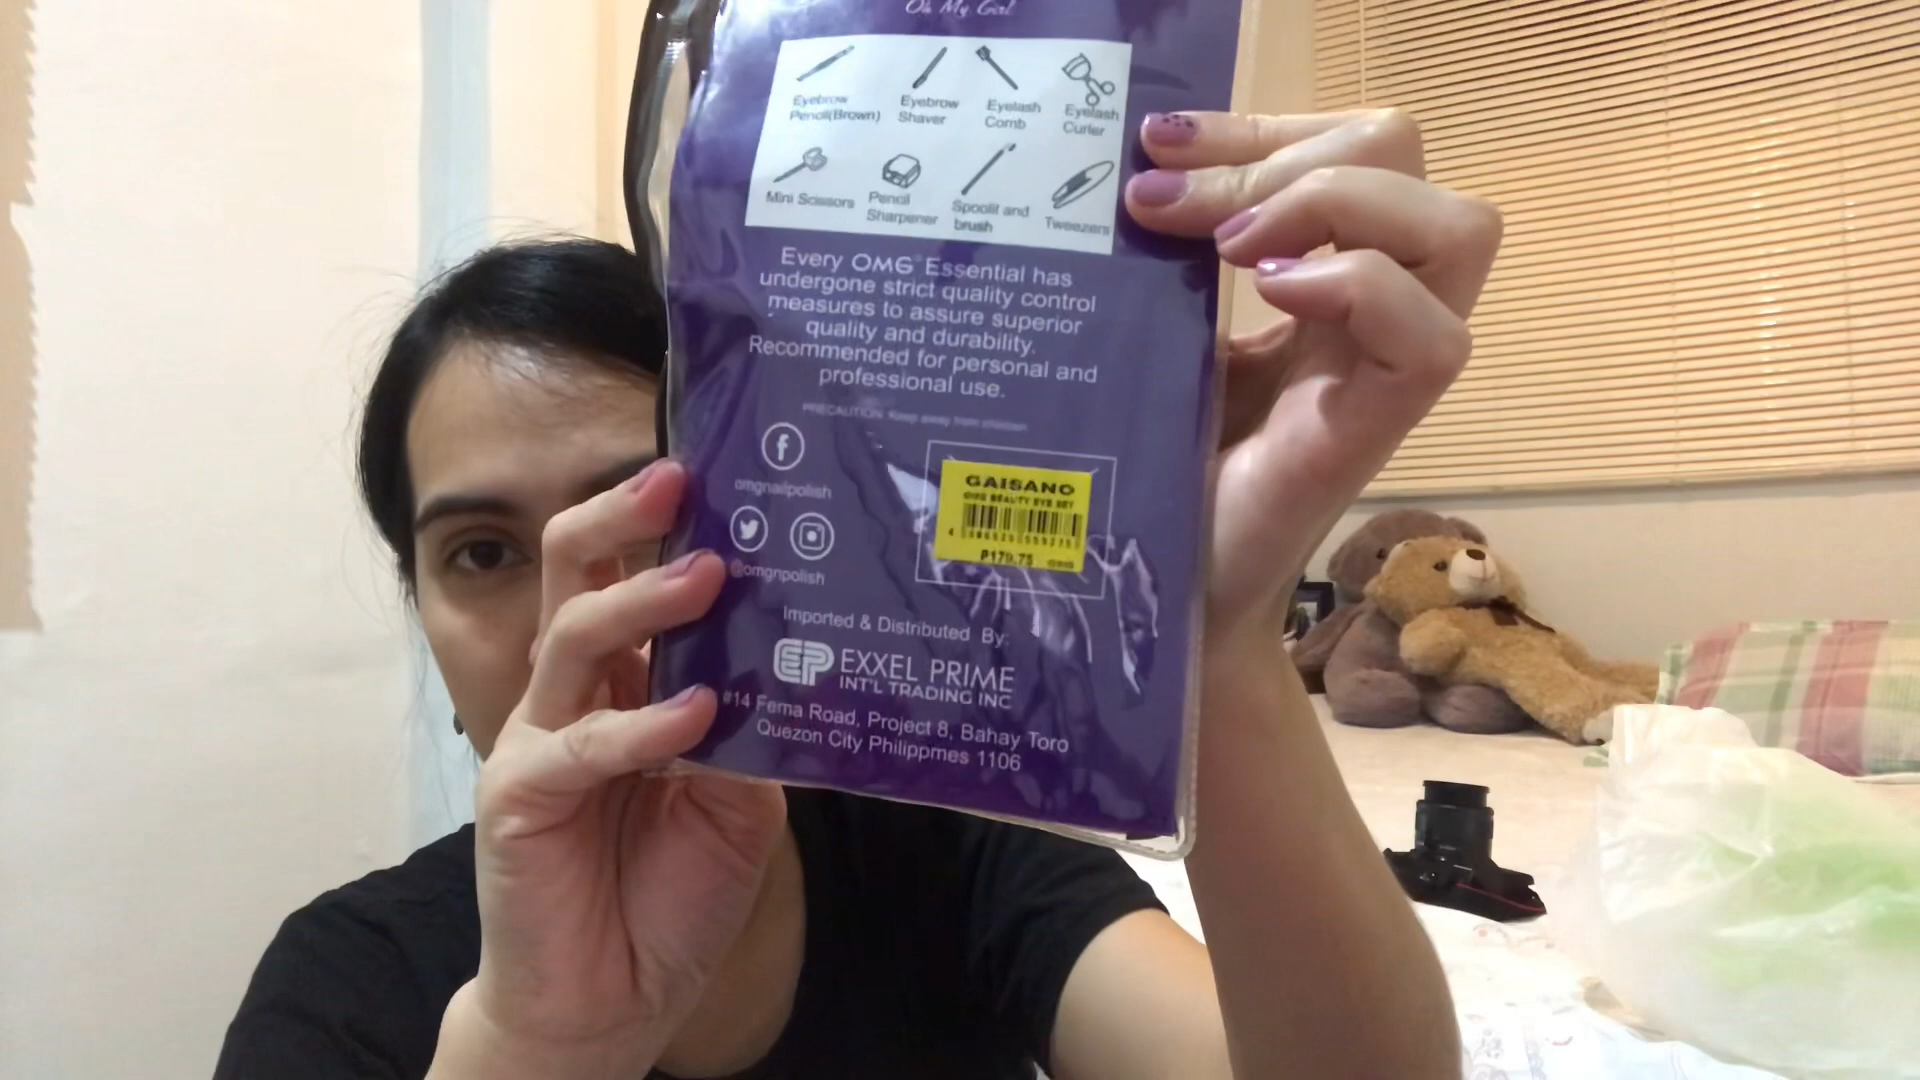 Oh My Girl
Eyebrow
Pencil(Brown)
Eyebrow
Shaver
Eyelash
Comb
Eyelash
Curler
Mini Scissors
Pencil
Sharpener
Spoolit and
brush
Tweezers
Every OMG Essential has
undergone strict quality control
measures to assure superior
quality and durability.
Recommended for personal and
professional use.
PRECAUTION: Keep away from children
omgnailpolish
@omgnpolish
GAISANO
OMG BEAUTY EYE SET
₱179.75
Imported & Distributed By:
EP EXXEL PRIME
INT'L TRADING INC
#14 Fema Road, Project 8, Bahay Toro
Quezon City Philippmes 1106